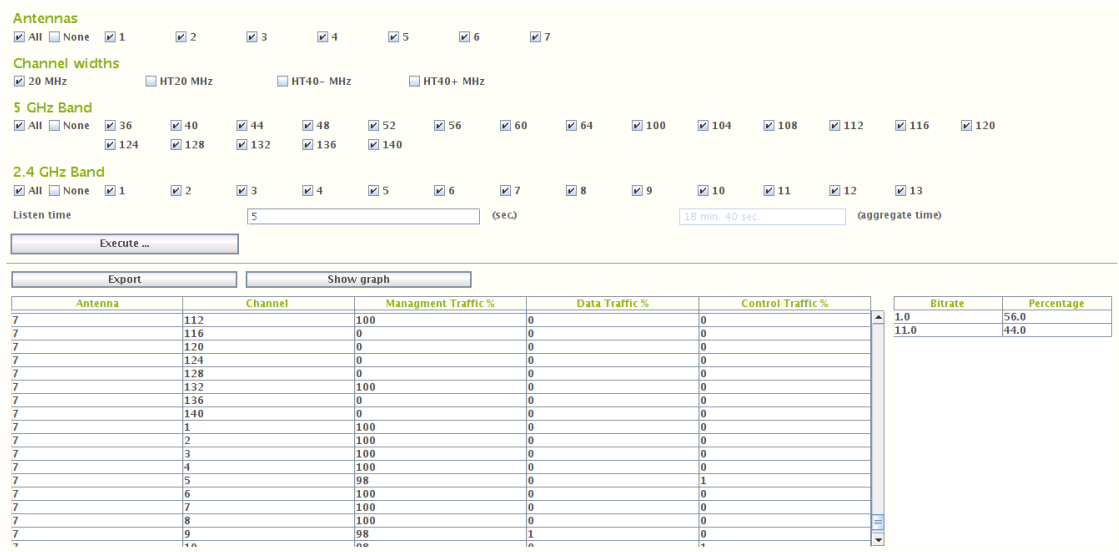 Antennas
All None 1 2 3 4 5 6 7
Channel widths
20 MHz HT20 MHz HT40- MHz HT40+ MHz
5 GHz Band
All None 36 40 44 48 52 56 60 64 100 104 108 112 116 120
124 128 132 136 140
2.4 GHz Band
All None 1 2 3 4 5 6 7 8 9 10 11 12 13
Listen time 5 (sec.) 18 min. 40 sec (aggregate time)
Execute ...
Export Show graph
Antenna Channel Managment Traffic % Data Traffic % Control Traffic % Bitrate Percentage
7 112 100 0 0 1.0 56.0
7 116 0 0 0 11.0 44.0
7 120 0 0 0
7 124 0 0 0
7 128 0 0 0
7 132 100 0 0
7 136 0 0 0
7 140 0 0 0
7 1 100 0 0
7 2 100 0 0
7 3 100 0 0
7 4 100 0 0
7 5 98 0 1
7 6 100 0 0
7 7 100 0 0
7 8 100 0 0
7 9 98 1 0
7 10 98 0 1